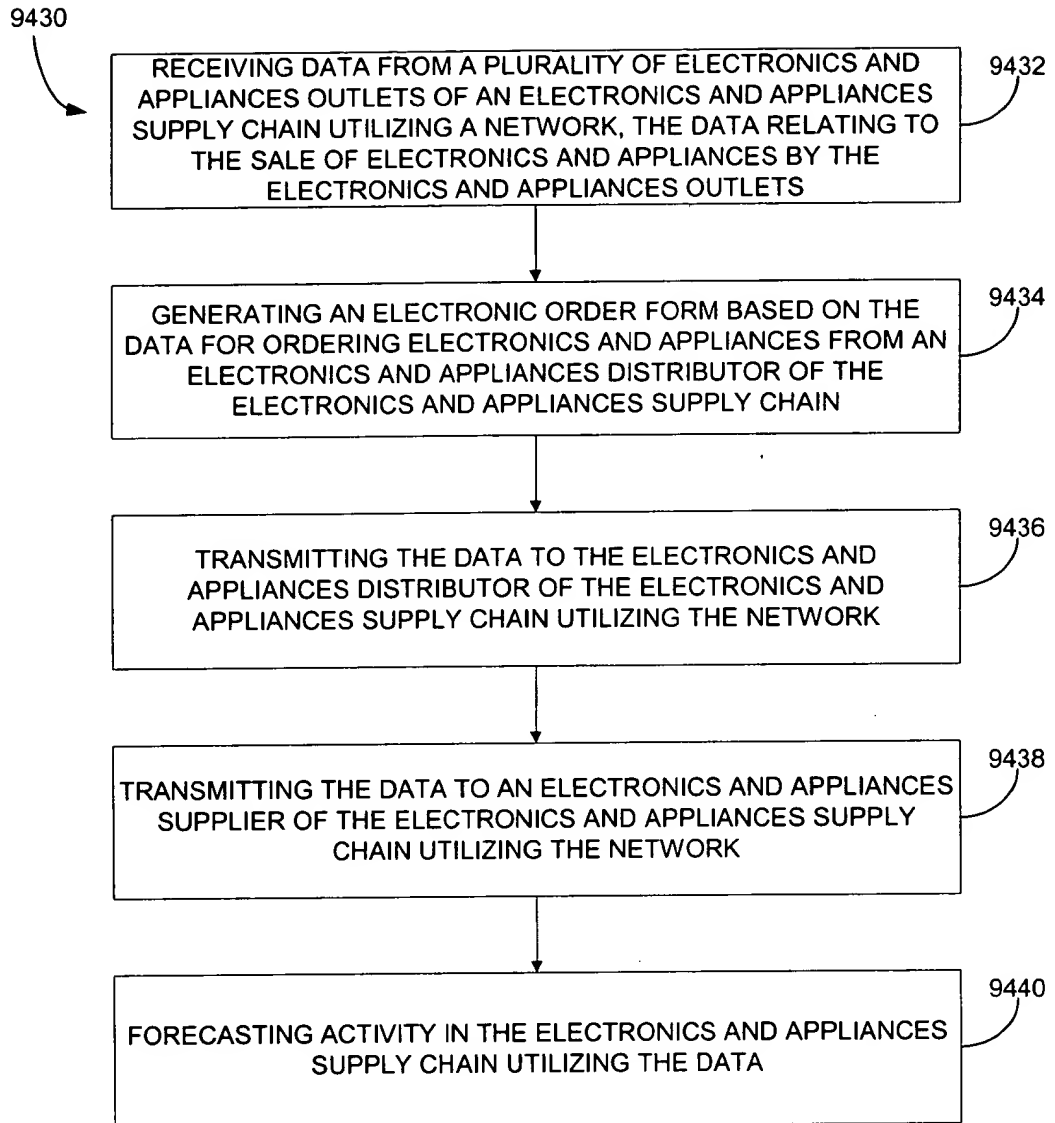 9430
RECEIVING DATA FROM A PLURALITY OF ELECTRONICS AND
APPLIANCES OUTLETS OF AN ELECTRONICS AND APPLIANCES
SUPPLY CHAIN UTILIZING A NETWORK, THE DATA RELATING TO
THE SALE OF ELECTRONICS AND APPLIANCES BY THE
ELECTRONICS AND APPLIANCES OUTLETS
9432
GENERATING AN ELECTRONIC ORDER FORM BASED ON THE
DATA FOR ORDERING ELECTRONICS AND APPLIANCES FROM AN
ELECTRONICS AND APPLIANCES DISTRIBUTOR OF THE
ELECTRONICS AND APPLIANCES SUPPLY CHAIN
9434
TRANSMITTING THE DATA TO THE ELECTRONICS AND
APPLIANCES DISTRIBUTOR OF THE ELECTRONICS AND
APPLIANCES SUPPLY CHAIN UTILIZING THE NETWORK
9436
TRANSMITTING THE DATA TO AN ELECTRONICS AND APPLIANCES
SUPPLIER OF THE ELECTRONICS AND APPLIANCES SUPPLY
CHAIN UTILIZING THE NETWORK
9438
FORECASTING ACTIVITY IN THE ELECTRONICS AND APPLIANCES
SUPPLY CHAIN UTILIZING THE DATA
9440